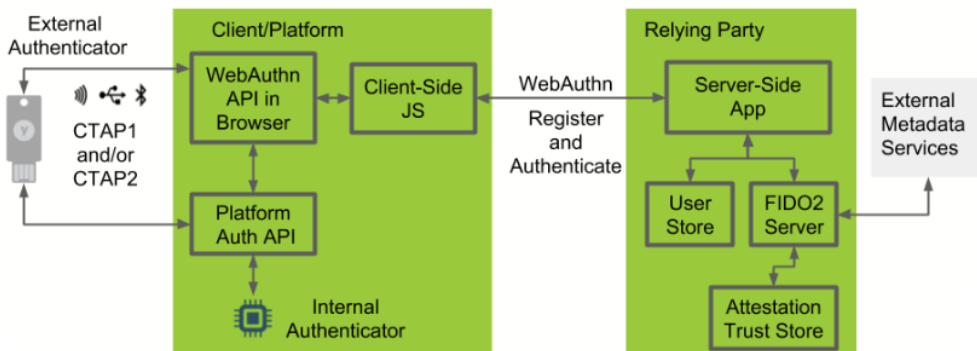 External
Authenticator
y
CTAP1
and/or
CTAP2
Client/Platform
WebAuthn
API in
Browser
Client-Side
JS
Platform
Auth API
Internal
Authenticator
WebAuthn
Register
and
Authenticate
Relying Party
Server-Side
App
User
Store
FIDO2
Server
Attestation
Trust Store
External
Metadata
Services